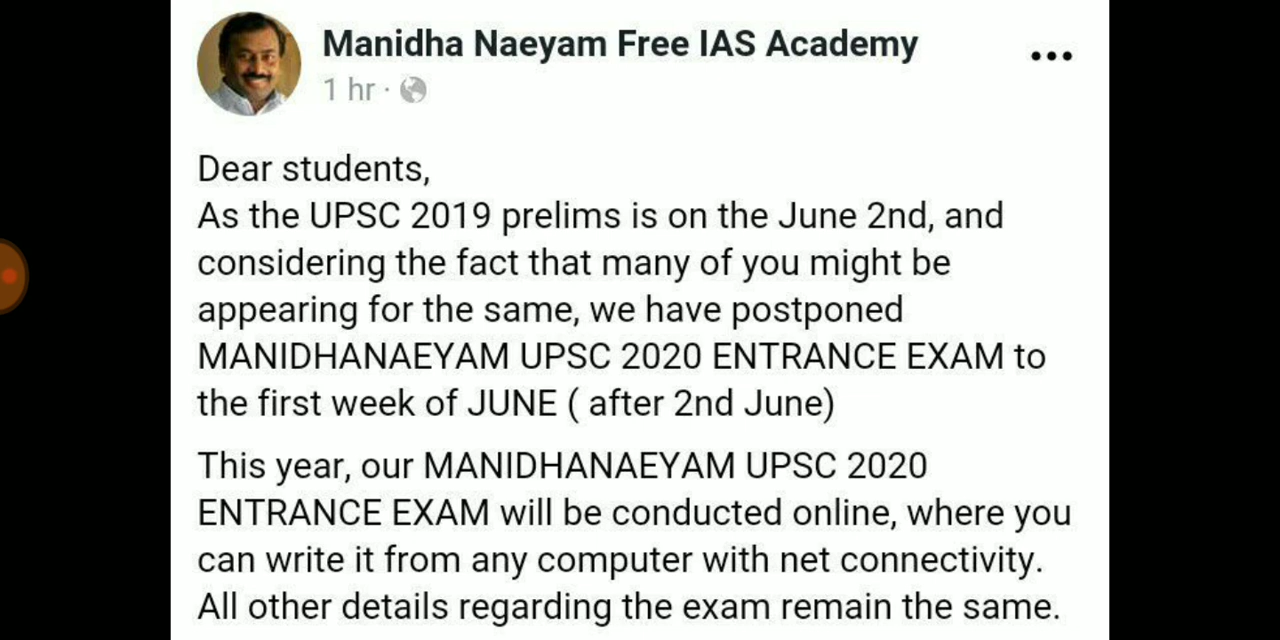 Manidha Naeyam Free IAS Academy
1 hr ·
Dear students,
As the UPSC 2019 prelims is on the June 2nd, and
considering the fact that many of you might be
appearing for the same, we have postponed
MANIDHANAEYAM UPSC 2020 ENTRANCE EXAM to
the first week of JUNE ( after 2nd June)
This year, our MANIDHANAEYAM UPSC 2020
ENTRANCE EXAM will be conducted online, where you
can write it from any computer with net connectivity.
All other details regarding the exam remain the same.